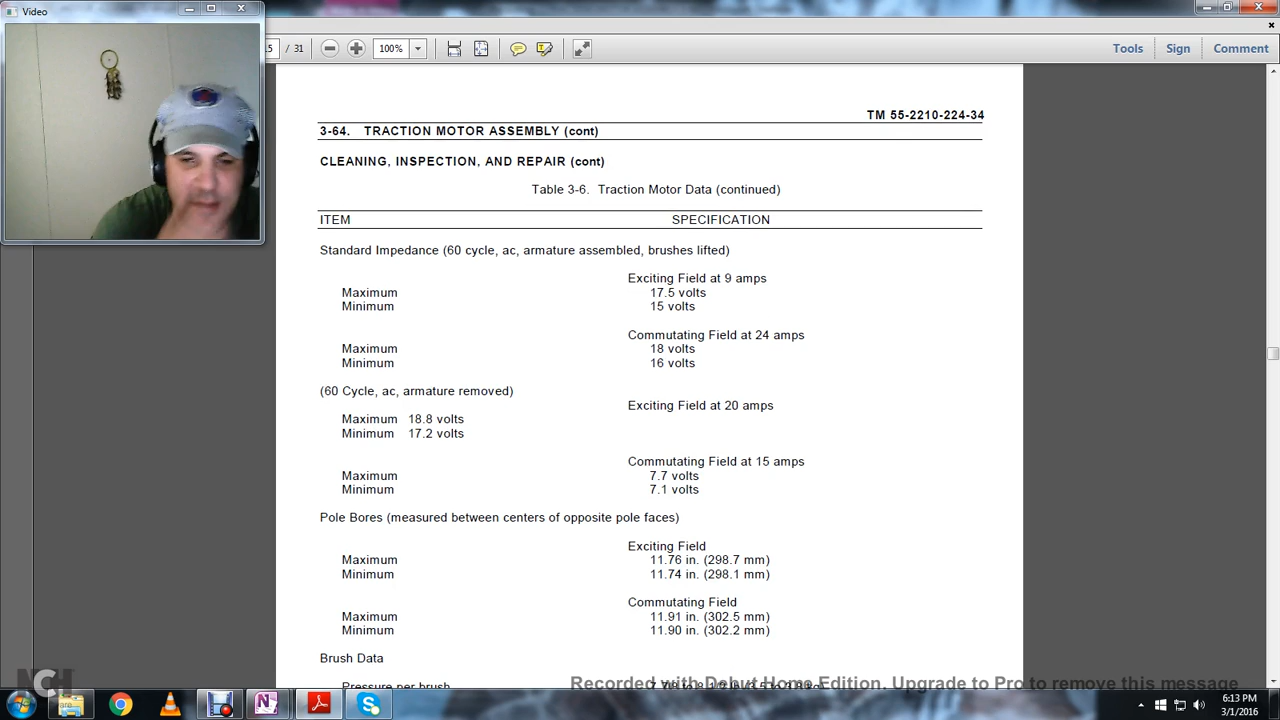 Video
/ 31
100%
Tools
Sign
Comment
TM 55-2210-224-34
3-64. TRACTION MOTOR ASSEMBLY (cont)
CLEANING, INSPECTION, AND REPAIR (cont)
Table 3-6. Traction Motor Data (continued)
ITEM SPECIFICATION
Standard Impedance (60 cycle, ac, armature assembled, brushes lifted)
Exciting Field at 9 amps
Maximum 17.5 volts
Minimum 15 volts
Commutating Field at 24 amps
Maximum 18 volts
Minimum 16 volts
(60 Cycle, ac, armature removed)
Exciting Field at 20 amps
Maximum 18.8 volts
Minimum 17.2 volts
Commutating Field at 15 amps
Maximum 7.7 volts
Minimum 7.1 volts
Pole Bores (measured between centers of opposite pole faces)
Exciting Field
Maximum 11.76 in. (298.7 mm)
Minimum 11.74 in. (298.1 mm)
Commutating Field
Maximum 11.91 in. (302.5 mm)
Minimum 11.90 in. (302.2 mm)
Brush Data
Pressure per brush
NCH
Recorded with Debut Home Edition. Upgrade to Pro to remove this message
6:13 PM
3/1/2016